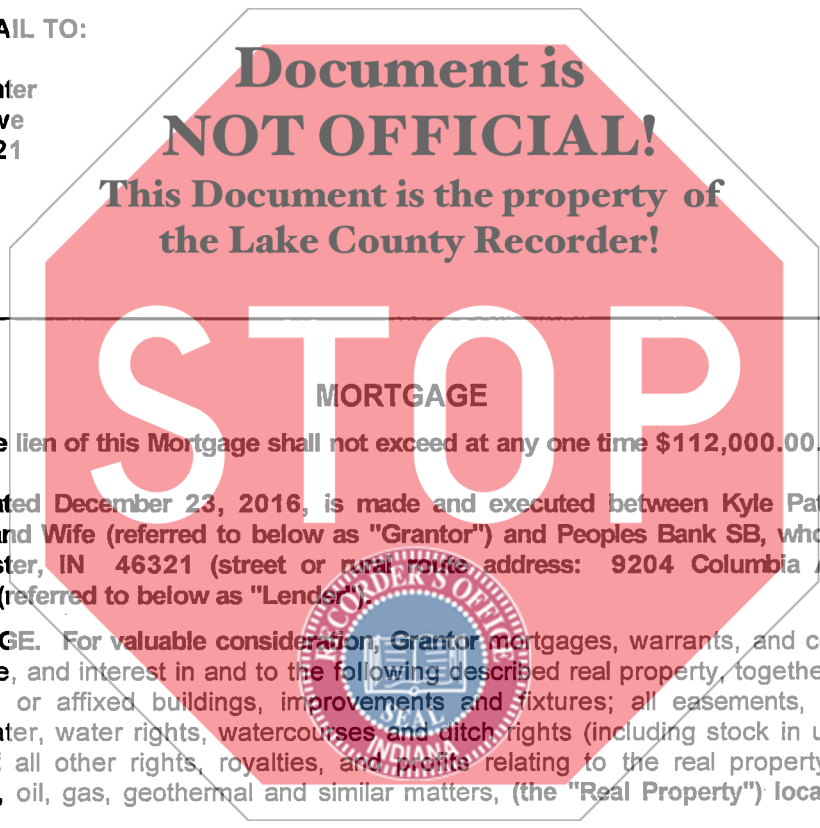 AIL TO:
Document is
nter
ve
NOT OFFICIAL!
21
This Document is the property of
the Lake County Recorder!
STOP
MORTGAGE
e lien of this Mortgage shall not exceed at any one time $112,000.00.
ated December 23, 2016, is made and executed between Kyle Pat
and Wife (referred to below as "Grantor") and Peoples Bank SB, who
ster, IN 46321 (street or rural route address: 9204 Columbia A
(referred to below as "Lender").
RECORDER'S OFFICE
GE. For valuable consideration, Grantor mortgages, warrants, and c
e, and interest in and to the following described real property, togethe
or affixed buildings, improvements and fixtures; all easements,
SEAL
ater, water rights, watercourses and ditch rights (including stock in u
INDIANA
all other rights, royalties, and profits relating to the real property
, oil, gas, geothermal and similar matters, (the "Real Property") loca